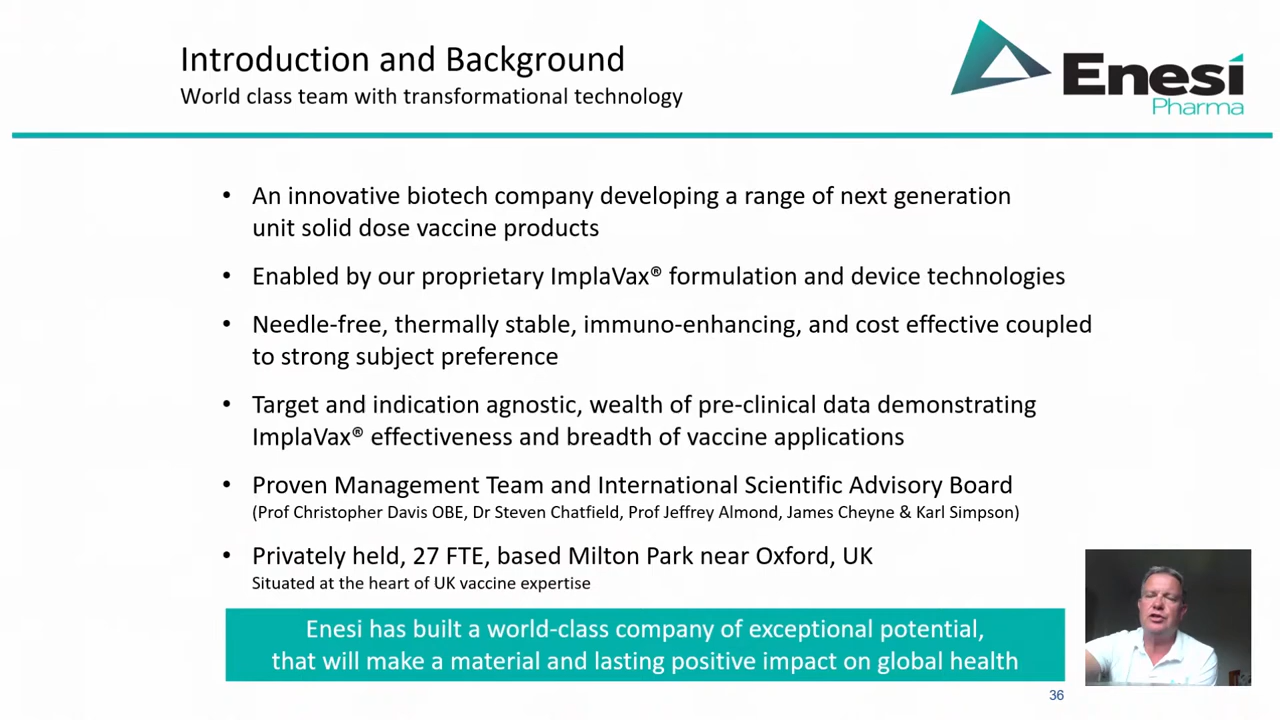 Introduction and Background
World class team with transformational technology
Enesi
Pharma
• An innovative biotech company developing a range of next generation
unit solid dose vaccine products
• Enabled by our proprietary ImplaVax® formulation and device technologies
• Needle-free, thermally stable, immuno-enhancing, and cost effective coupled
to strong subject preference
• Target and indication agnostic, wealth of pre-clinical data demonstrating
ImplaVax® effectiveness and breadth of vaccine applications
• Proven Management Team and International Scientific Advisory Board
(Prof Christopher Davis OBE, Dr Steven Chatfield, Prof Jeffrey Almond, James Cheyne & Karl Simpson)
• Privately held, 27 FTE, based Milton Park near Oxford, UK
Situated at the heart of UK vaccine expertise
Enesi has built a world-class company of exceptional potential,
that will make a material and lasting positive impact on global health
36